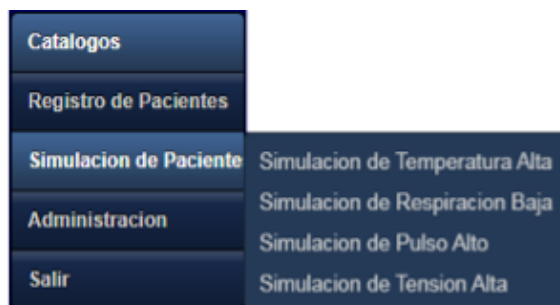 Catalogos
Registro de Pacientes
Simulacion de Paciente
Simulacion de Temperatura Alta
Simulacion de Respiracion Baja
Simulacion de Pulso Alto
Simulacion de Tension Alta
Administracion
Salir